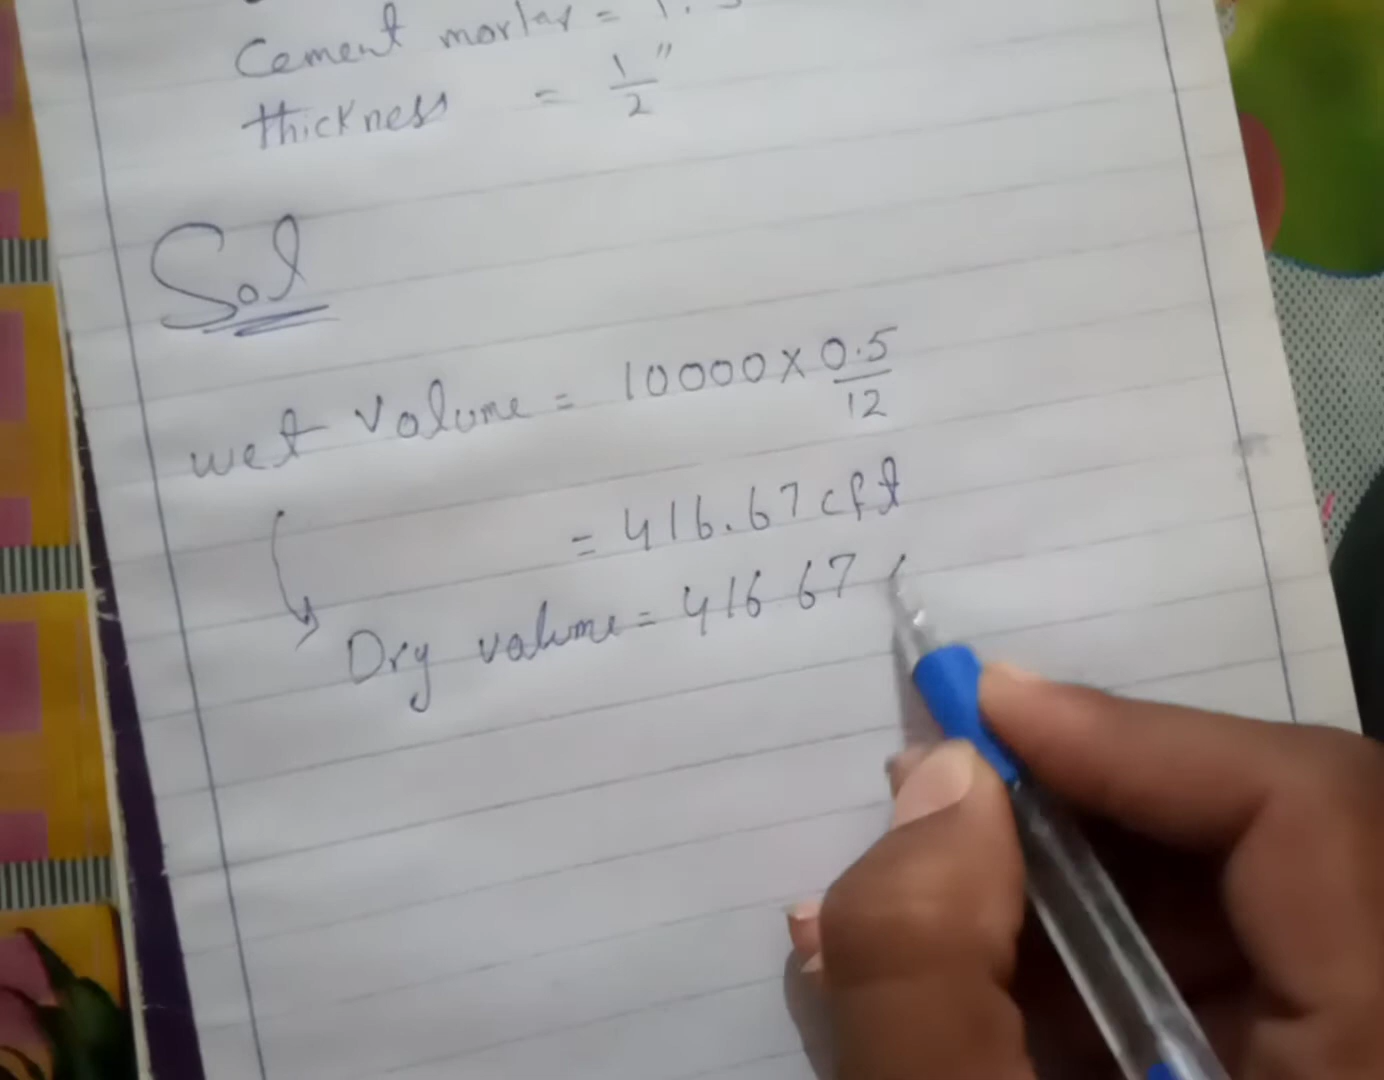 Cement mortar = 1:
thickness = 1/2"
Sol
wet volume = 10000 x 0.5/12
= 416.67 cft
Dry volume = 416 67